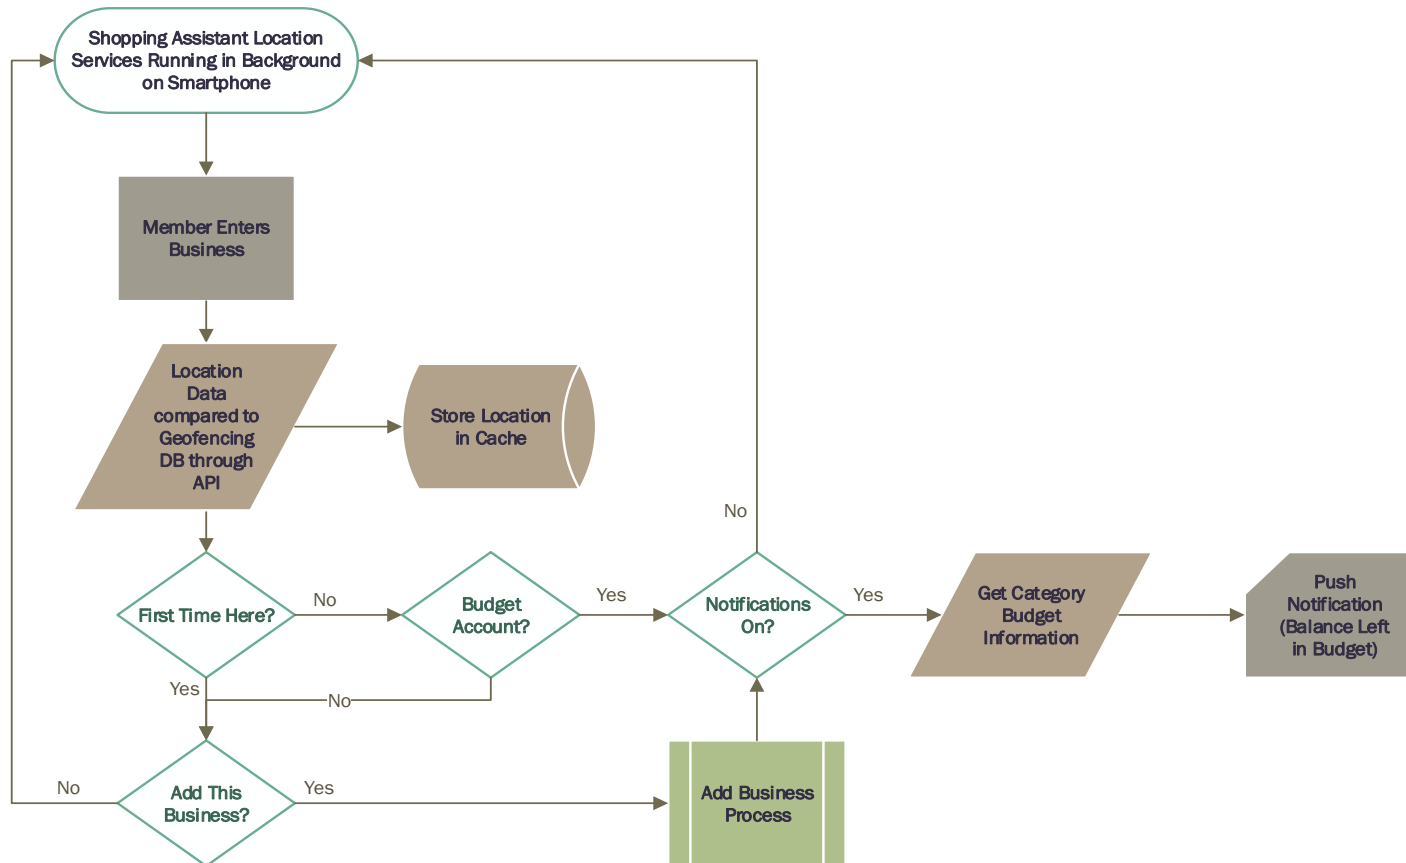 Shopping Assistant Location
Services Running in Background
on Smartphone
Member Enters
Business
Location
Data
compared to
Geofencing
DB through
API
Store Location
in Cache
No
First Time Here?
No
Budget
Account?
Yes
Notifications
On?
Yes
Get Category
Budget
Information
Push
Notification
(Balance Left
in Budget)
Yes
No
No
Add This
Business?
Yes
Add Business
Process